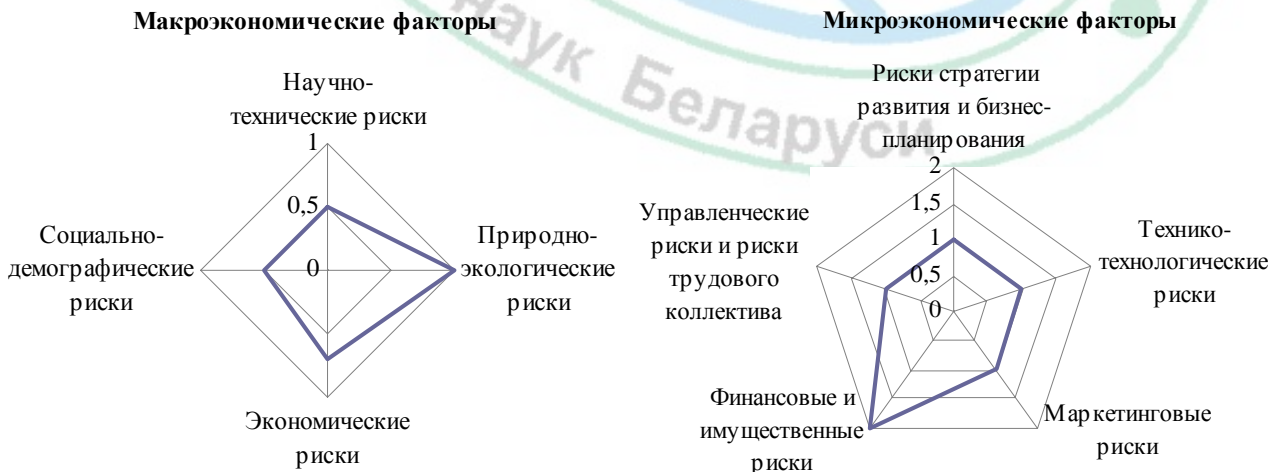 Макроэкономические факторы
Научно-
технические риски
1
0,5
0
Социально-
демографические
риски
Природно-
экологические
риски
Экономические
риски
Микроэкономические факторы
Риски стратегии
развития и бизнес-
планирования
2
1,5
1
0,5
0
Управленческие
риски и риски
трудового
коллектива
Технико-
технологические
риски
Финансовые и
имущественные
риски
Маркетинговые
риски
наук Беларуси